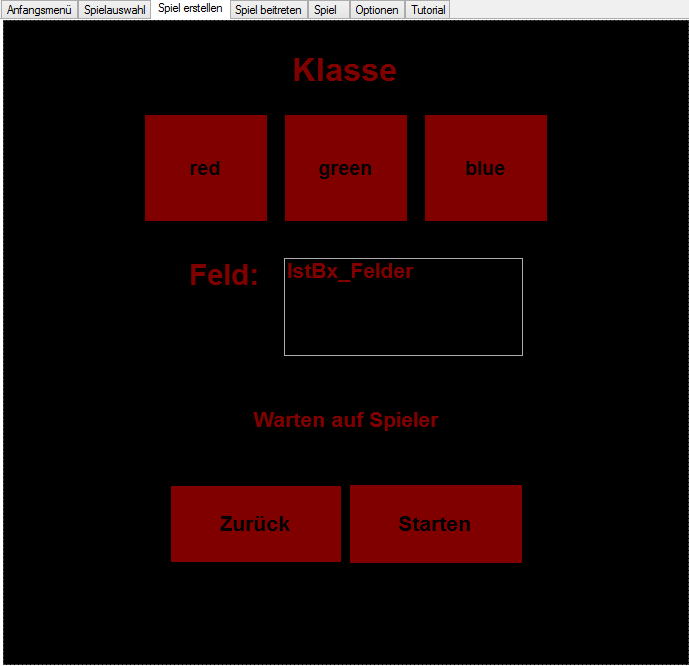 Anfangsmenü Spielauswahl Spiel erstellen Spiel beitreten Spiel Optionen Tutorial
Klasse
red green blue
Feld: lstBx_Felder
Warten auf Spieler
Zurück Starten